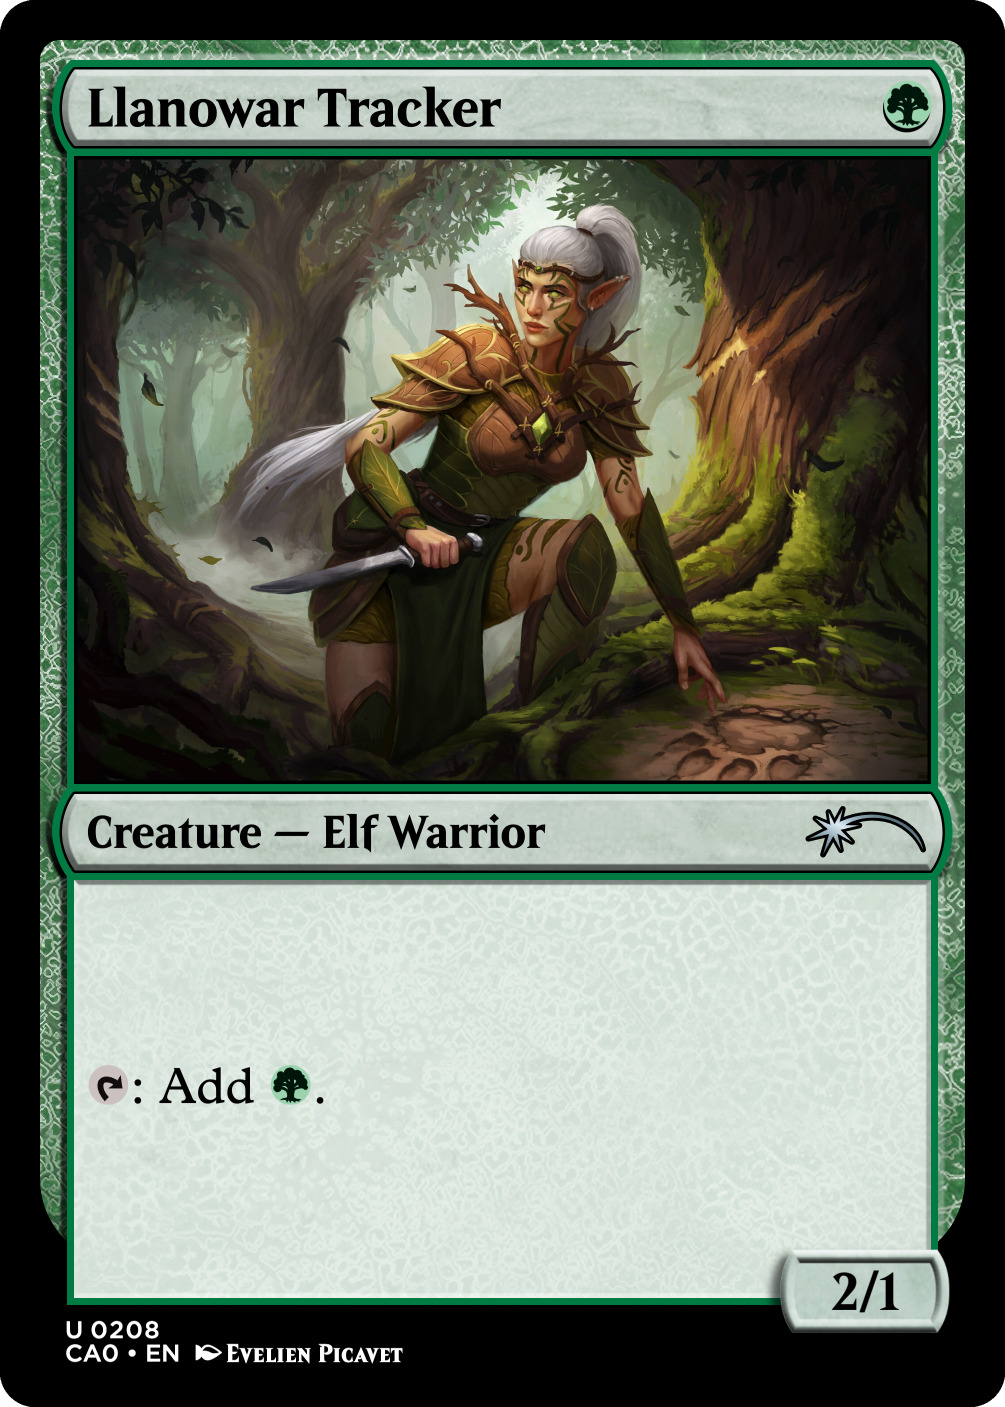 Llanowar Tracker
Creature — Elf Warrior
: Add .
2/1
U 0208
CAO • EN Evelien Picavet